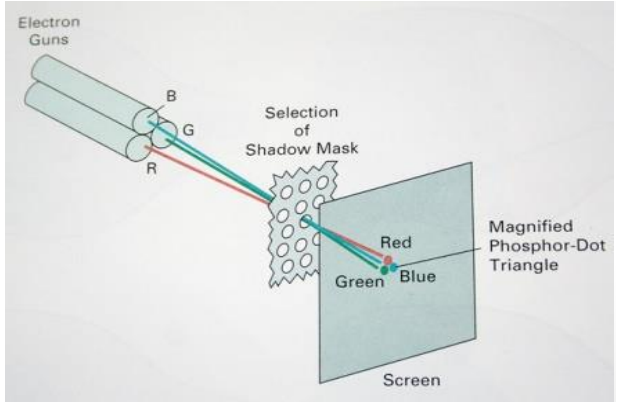 Electron
Guns
B
G
R
Selection
of
Shadow Mask
Red
Green
Blue
Magnified
Phosphor-Dot
Triangle
Screen